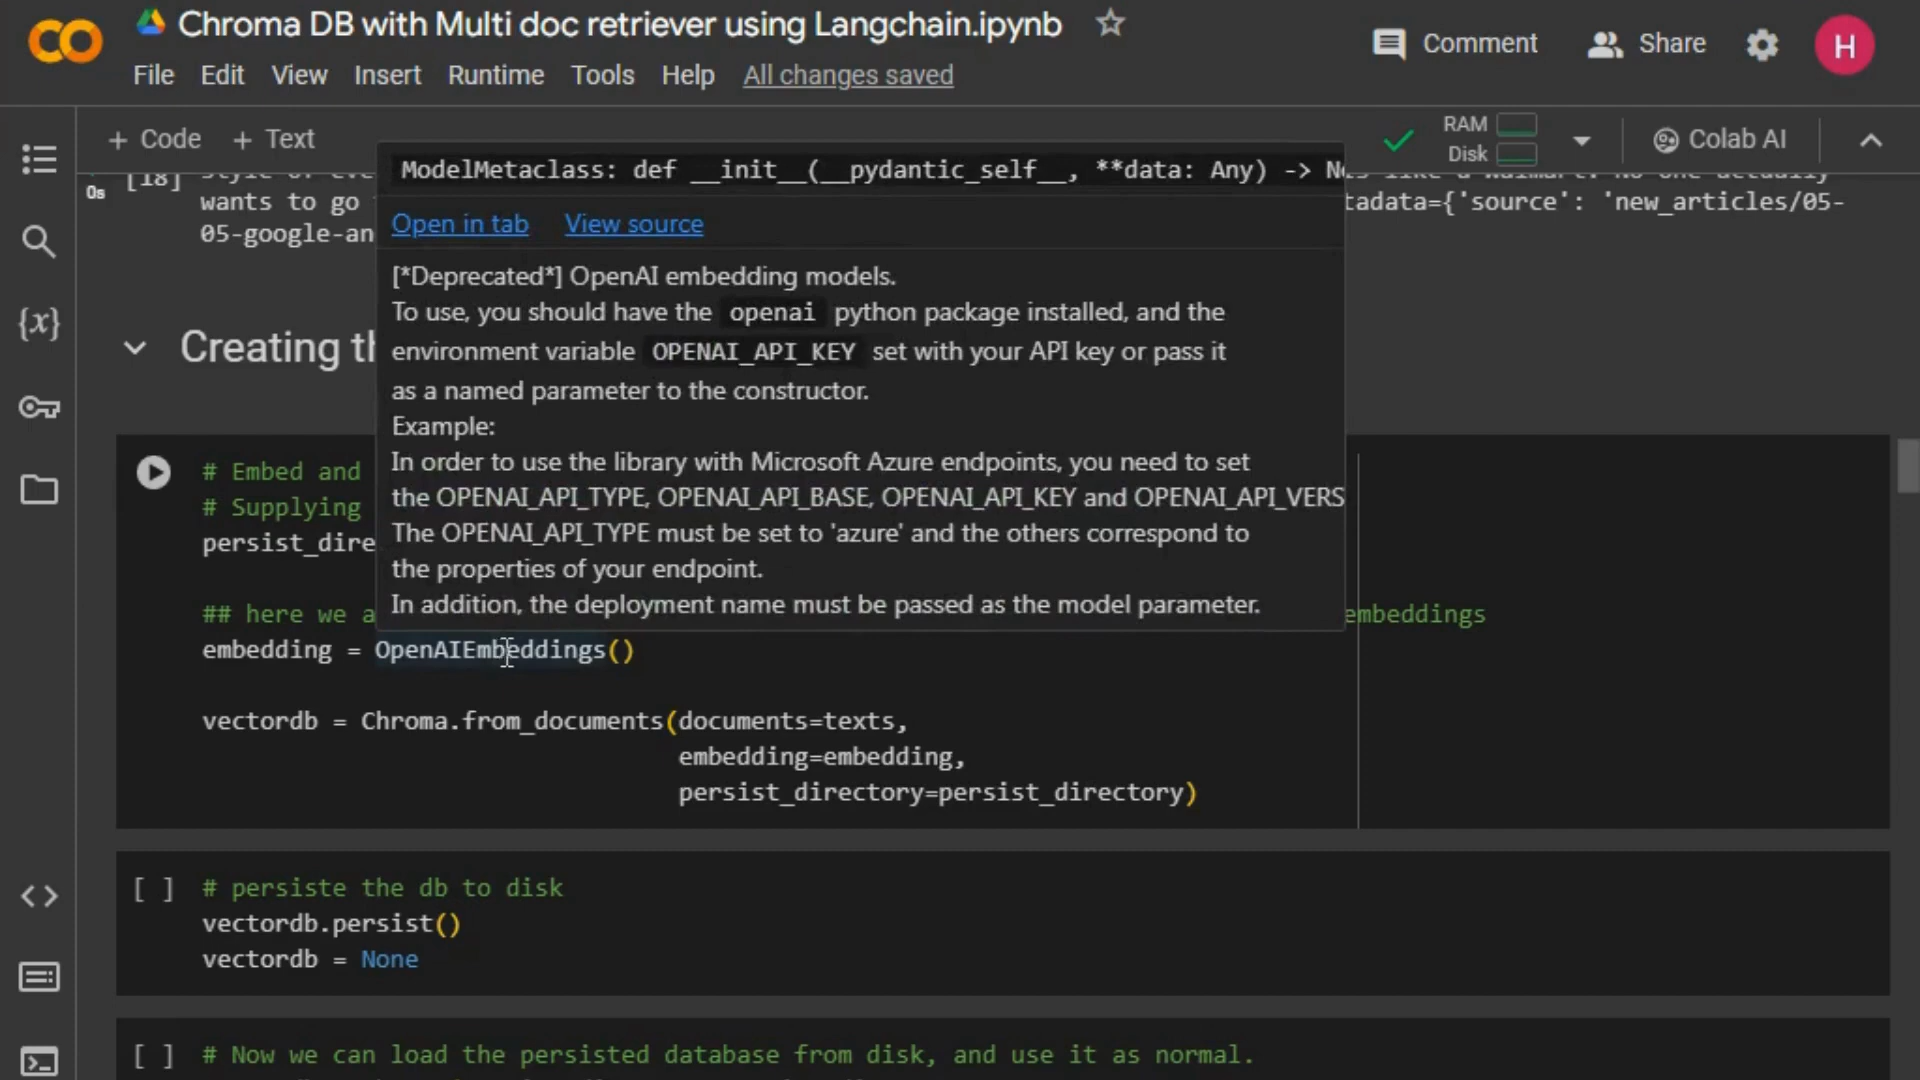 Chroma DB with Multi doc retriever using Langchain.ipynb
Comment
Share
H
File Edit View Insert Runtime Tools Help All changes saved
+ Code + Text
RAM
Disk
Colab AI
ModelMetaclass: def __init__(__pydantic_self__, **data: Any) -> No
[18]
0s
wants to go
tadata={'source': 'new_articles/05-
05-google-an
Open in tab View source
[*Deprecated*] OpenAI embedding models.
To use, you should have the openai python package installed, and the
environment variable OPENAI_API_KEY set with your API key or pass it
as a named parameter to the constructor.
Example:
In order to use the library with Microsoft Azure endpoints, you need to set
the OPENAI_API_TYPE, OPENAI_API_BASE, OPENAI_API_KEY and OPENAI_API_VERS
The OPENAI_API_TYPE must be set to 'azure' and the others correspond to
the properties of your endpoint.
In addition, the deployment name must be passed as the model parameter.
Creating th
# Embed and
# Supplying
persist_dire
## here we a
embeddings
embedding = OpenAIEmbeddings()
vectordb = Chroma.from_documents(documents=texts,
embedding=embedding,
persist_directory=persist_directory)
[ ] # persiste the db to disk
vectordb.persist()
vectordb = None
[ ] # Now we can load the persisted database from disk, and use it as normal.